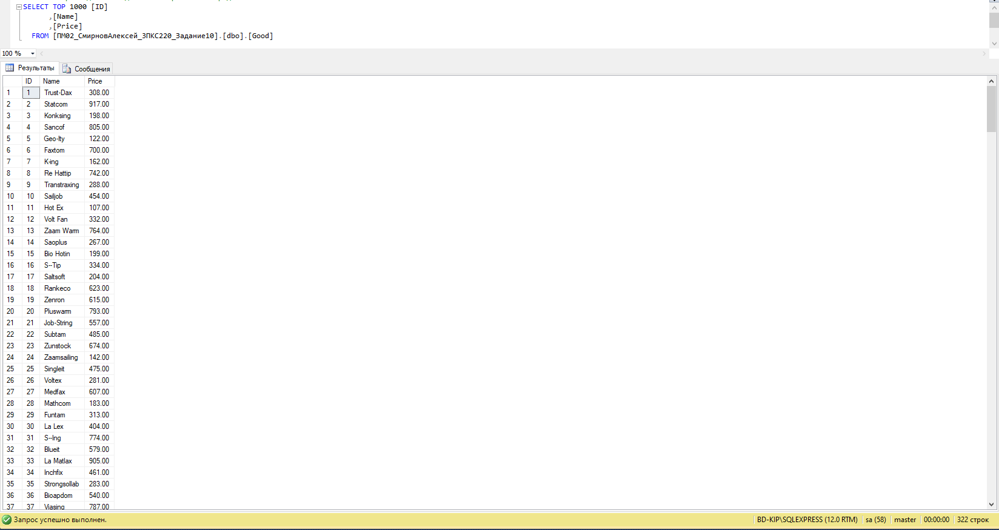 SELECT TOP 1000 [ID]
,[Name]
,[Price]
FROM [ПМ02_СмирновАлексей_3ПКС220_Задание10].[dbo].[Good]
100 %
Результаты Сообщения
ID Name Price
1 1 Trust-Dax 308.00
2 2 Statcom 917.00
3 3 Konksing 198.00
4 4 Sancof 805.00
5 5 Geo-Ity 122.00
6 6 Faxtom 700.00
7 7 K-ing 162.00
8 8 Re Hattip 742.00
9 9 Transtraxing 288.00
10 10 Sailjob 454.00
11 11 Hot Ex 107.00
12 12 Volt Fan 332.00
13 13 Zaam Warm 764.00
14 14 Saoplus 267.00
15 15 Bio Hotin 199.00
16 16 S--Tip 334.00
17 17 Saltsoft 204.00
18 18 Rankeco 623.00
19 19 Zenron 615.00
20 20 Pluswarm 793.00
21 21 Job-String 557.00
22 22 Subtam 485.00
23 23 Zunstock 674.00
24 24 Zaamsailing 142.00
25 25 Singleit 475.00
26 26 Voltex 281.00
27 27 Medfax 607.00
28 28 Mathcom 183.00
29 29 Funtam 313.00
30 30 La Lex 404.00
31 31 S--Ing 774.00
32 32 Blueit 579.00
33 33 La Matlax 905.00
34 34 Inchfix 461.00
35 35 Strongsollab 283.00
36 36 Bioapdom 540.00
37 37 Viasing 787.00
Запрос успешно выполнен. BD-KIP\SQLEXPRESS (12.0 RTM) sa (58) master 00:00:00 322 строк